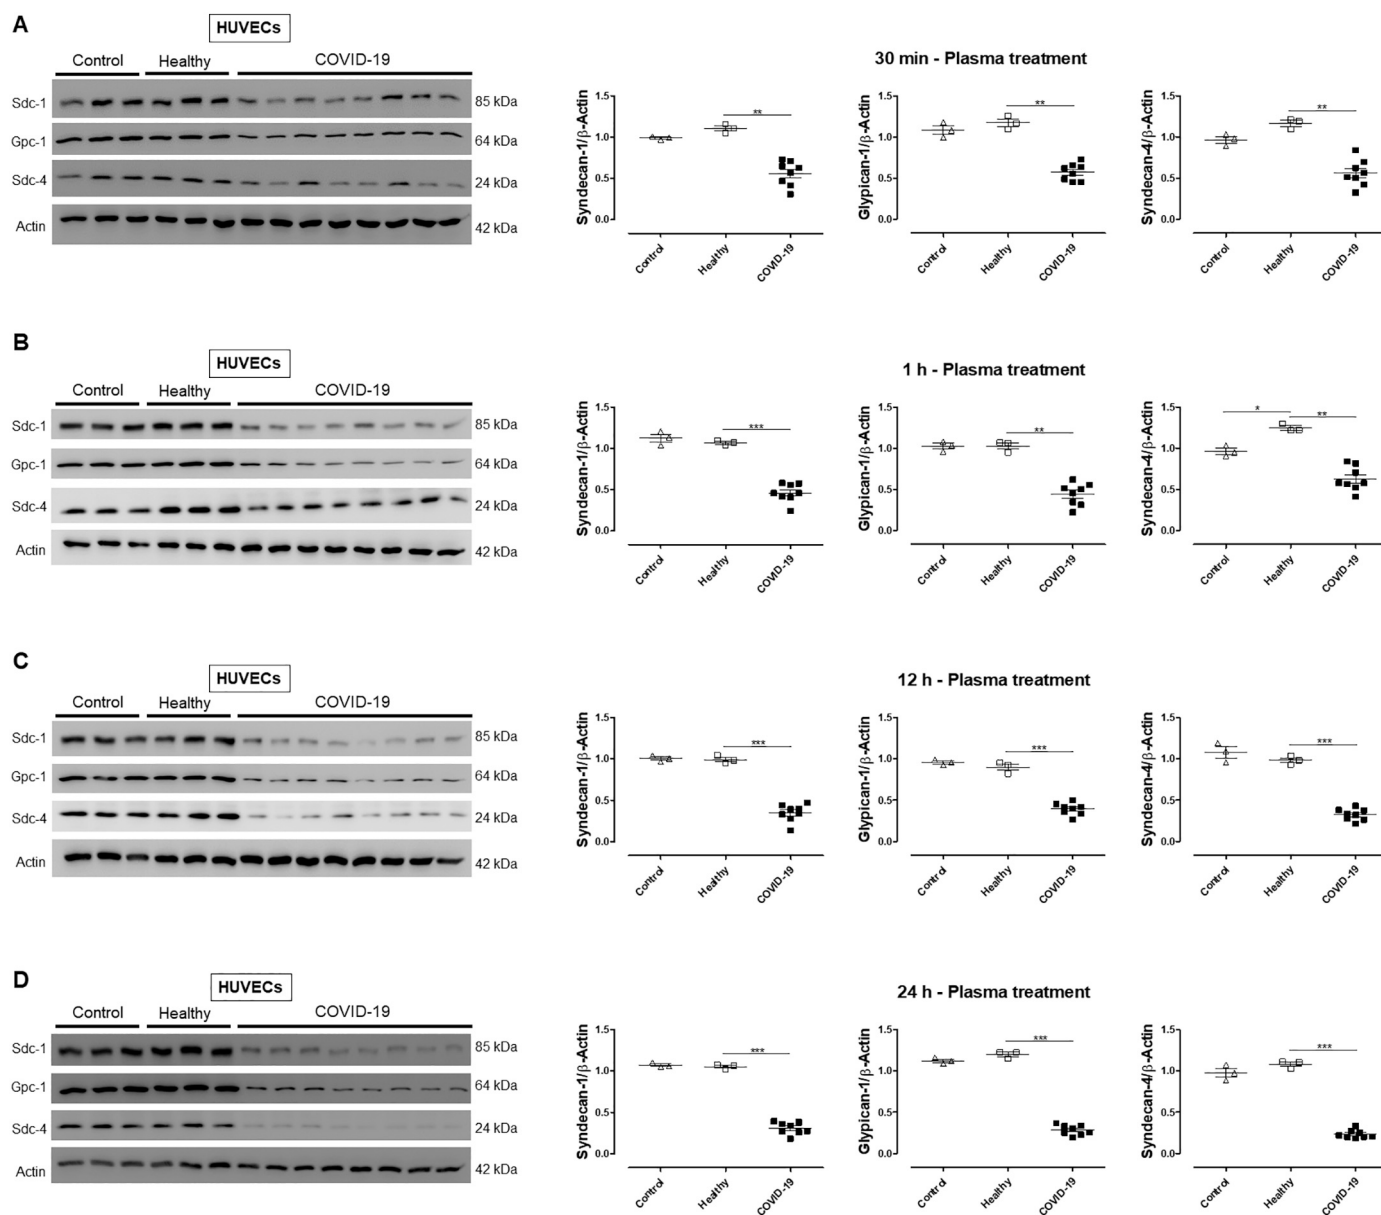 A
HUVECs
Control Healthy COVID-19
Sdc-1 85 kDa
Gpc-1 64 kDa
Sdc-4 24 kDa
Actin 42 kDa
30 min - Plasma treatment
Syndecan-1/β-Actin
1.5
1.0
0.5
0.0
**
Control Healthy COVID-19
Glypican-1/β-Actin
1.5
1.0
0.5
0.0
**
Control Healthy COVID-19
Syndecan-4/β-Actin
1.5
1.0
0.5
0.0
**
Control Healthy COVID-19
B
HUVECs
Control Healthy COVID-19
Sdc-1 85 kDa
Gpc-1 64 kDa
Sdc-4 24 kDa
Actin 42 kDa
1 h - Plasma treatment
Syndecan-1/β-Actin
1.5
1.0
0.5
0.0
***
Control Healthy COVID-19
Glypican-1/β-Actin
1.5
1.0
0.5
0.0
**
Control Healthy COVID-19
Syndecan-4/β-Actin
1.5
1.0
0.5
0.0
* **
Control Healthy COVID-19
C
HUVECs
Control Healthy COVID-19
Sdc-1 85 kDa
Gpc-1 64 kDa
Sdc-4 24 kDa
Actin 42 kDa
12 h - Plasma treatment
Syndecan-1/β-Actin
1.5
1.0
0.5
0.0
***
Control Healthy COVID-19
Glypican-1/β-Actin
1.5
1.0
0.5
0.0
***
Control Healthy COVID-19
Syndecan-4/β-Actin
1.5
1.0
0.5
0.0
***
Control Healthy COVID-19
D
HUVECs
Control Healthy COVID-19
Sdc-1 85 kDa
Gpc-1 64 kDa
Sdc-4 24 kDa
Actin 42 kDa
24 h - Plasma treatment
Syndecan-1/β-Actin
1.5
1.0
0.5
0.0
***
Control Healthy COVID-19
Glypican-1/β-Actin
1.5
1.0
0.5
0.0
***
Control Healthy COVID-19
Syndecan-4/β-Actin
1.5
1.0
0.5
0.0
***
Control Healthy COVID-19